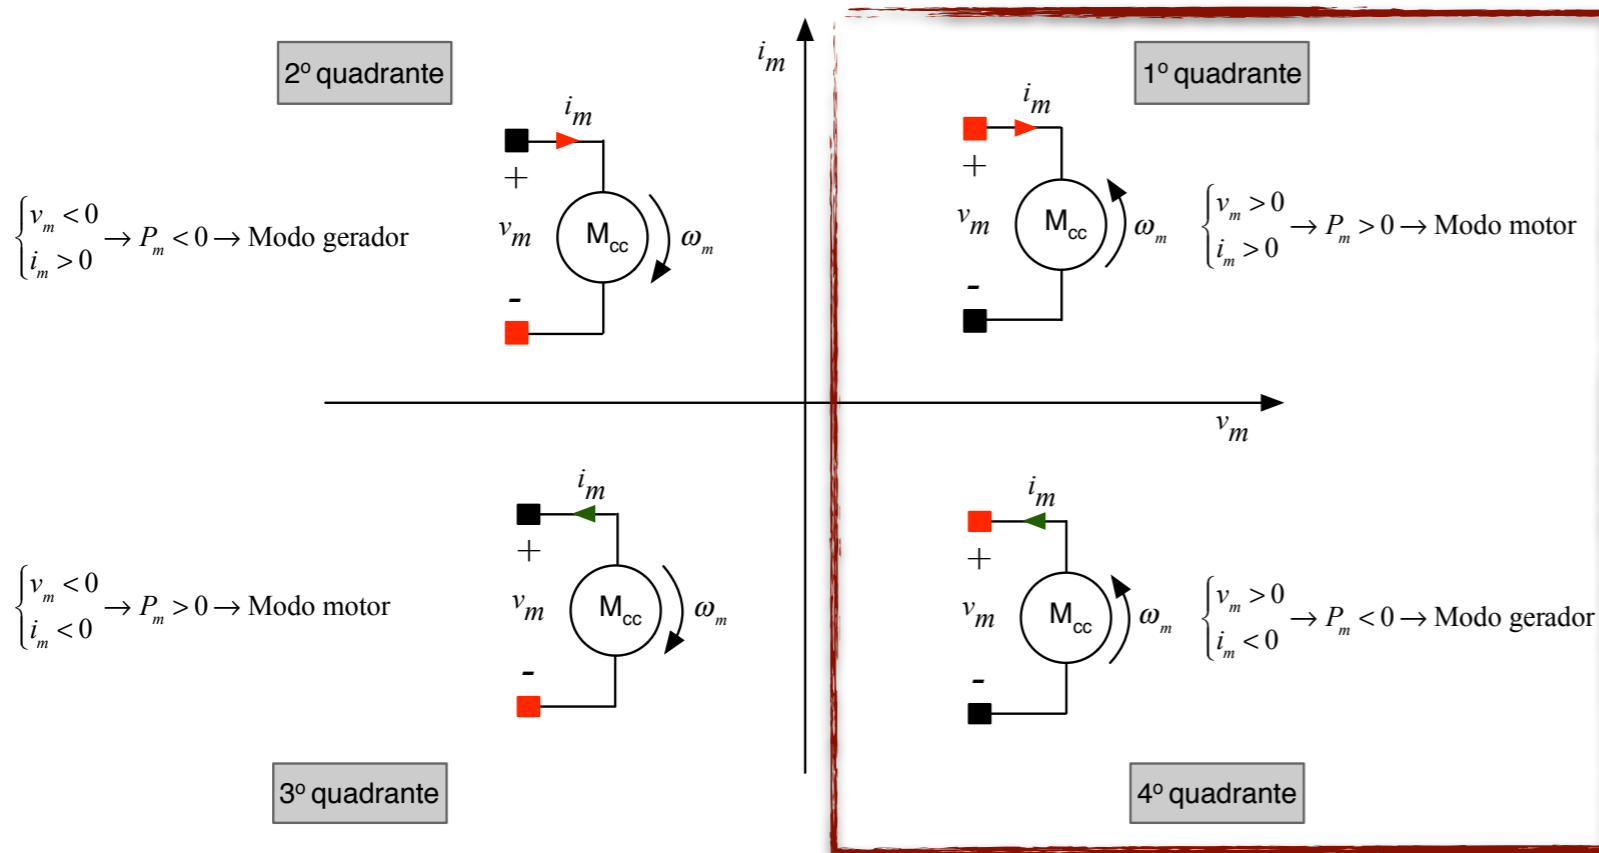 2º quadrante
i_m
+
v_m
M_cc
ω_m
-
{v_m < 0
i_m > 0 → P_m < 0 → Modo gerador
i_m
1º quadrante
i_m
+
v_m
M_cc
ω_m
-
{v_m > 0
i_m > 0 → P_m > 0 → Modo motor
v_m
i_m
+
v_m
M_cc
ω_m
-
{v_m < 0
i_m < 0 → P_m > 0 → Modo motor
3º quadrante
i_m
+
v_m
M_cc
ω_m
-
{v_m > 0
i_m < 0 → P_m < 0 → Modo gerador
4º quadrante